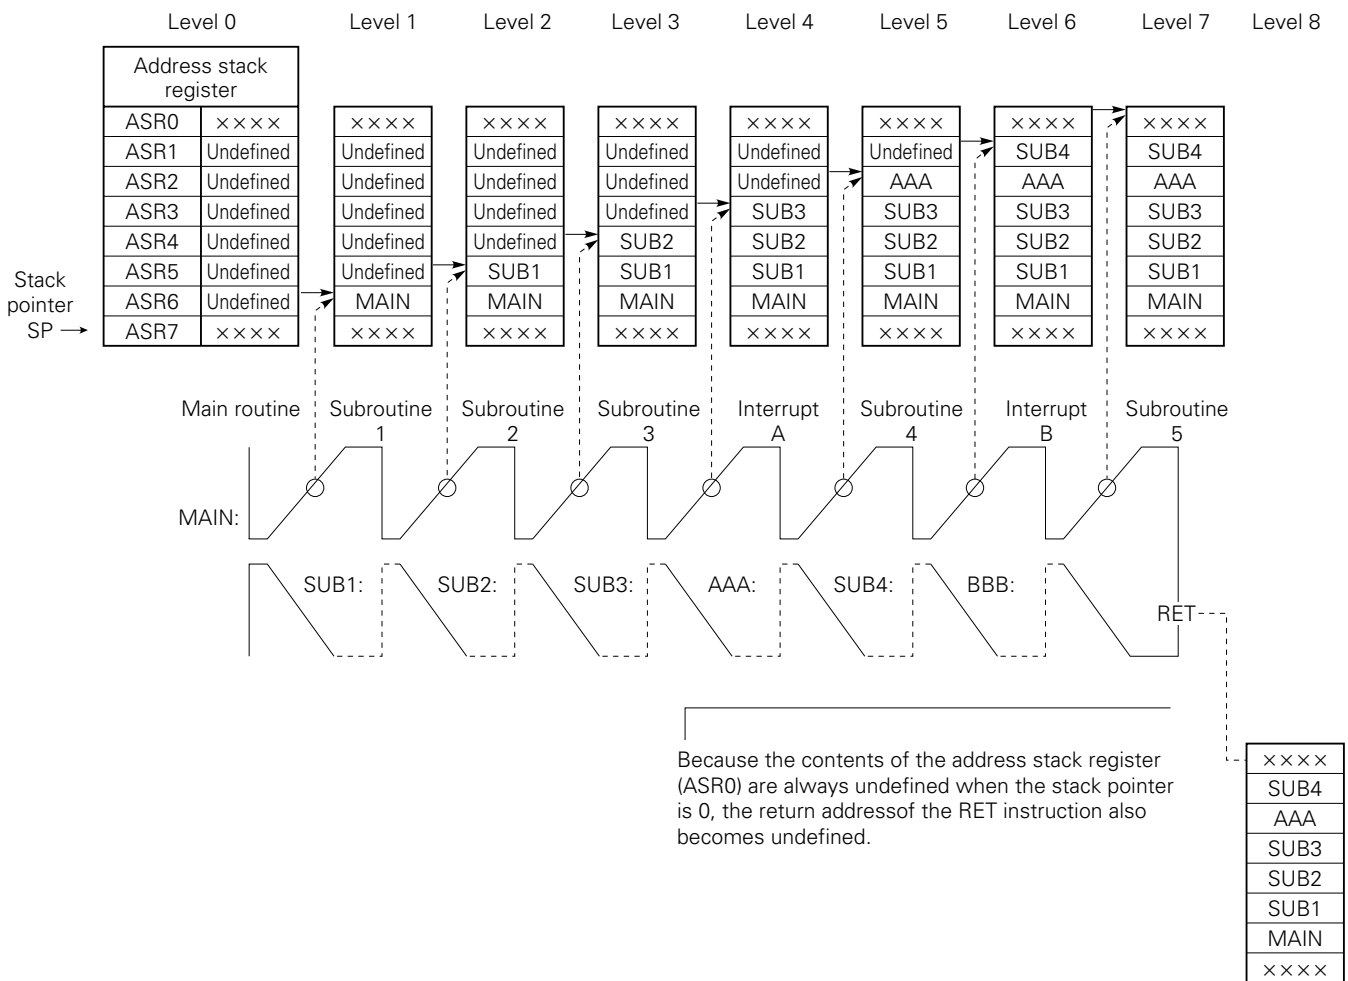 Level 0 Level 1 Level 2 Level 3 Level 4 Level 5 Level 6 Level 7 Level 8
Address stack
register
ASR0 ×××× ×××× ×××× ×××× ×××× ×××× ×××× ××××
ASR1 Undefined Undefined Undefined Undefined Undefined Undefined SUB4 SUB4
ASR2 Undefined Undefined Undefined Undefined Undefined AAA AAA AAA
ASR3 Undefined Undefined Undefined Undefined SUB3 SUB3 SUB3 SUB3
ASR4 Undefined Undefined Undefined SUB2 SUB2 SUB2 SUB2 SUB2
ASR5 Undefined Undefined SUB1 SUB1 SUB1 SUB1 SUB1 SUB1
ASR6 Undefined MAIN MAIN MAIN MAIN MAIN MAIN MAIN
ASR7 ×××× ×××× ×××× ×××× ×××× ×××× ×××× ××××
Stack
pointer
SP
Main routine Subroutine Subroutine Subroutine Interrupt Subroutine Interrupt Subroutine
1 2 3 A 4 B 5
MAIN:
SUB1: SUB2: SUB3: AAA: SUB4: BBB:
RET
Because the contents of the address stack register
(ASR0) are always undefined when the stack pointer
is 0, the return addressof the RET instruction also
becomes undefined.
××××
SUB4
AAA
SUB3
SUB2
SUB1
MAIN
××××